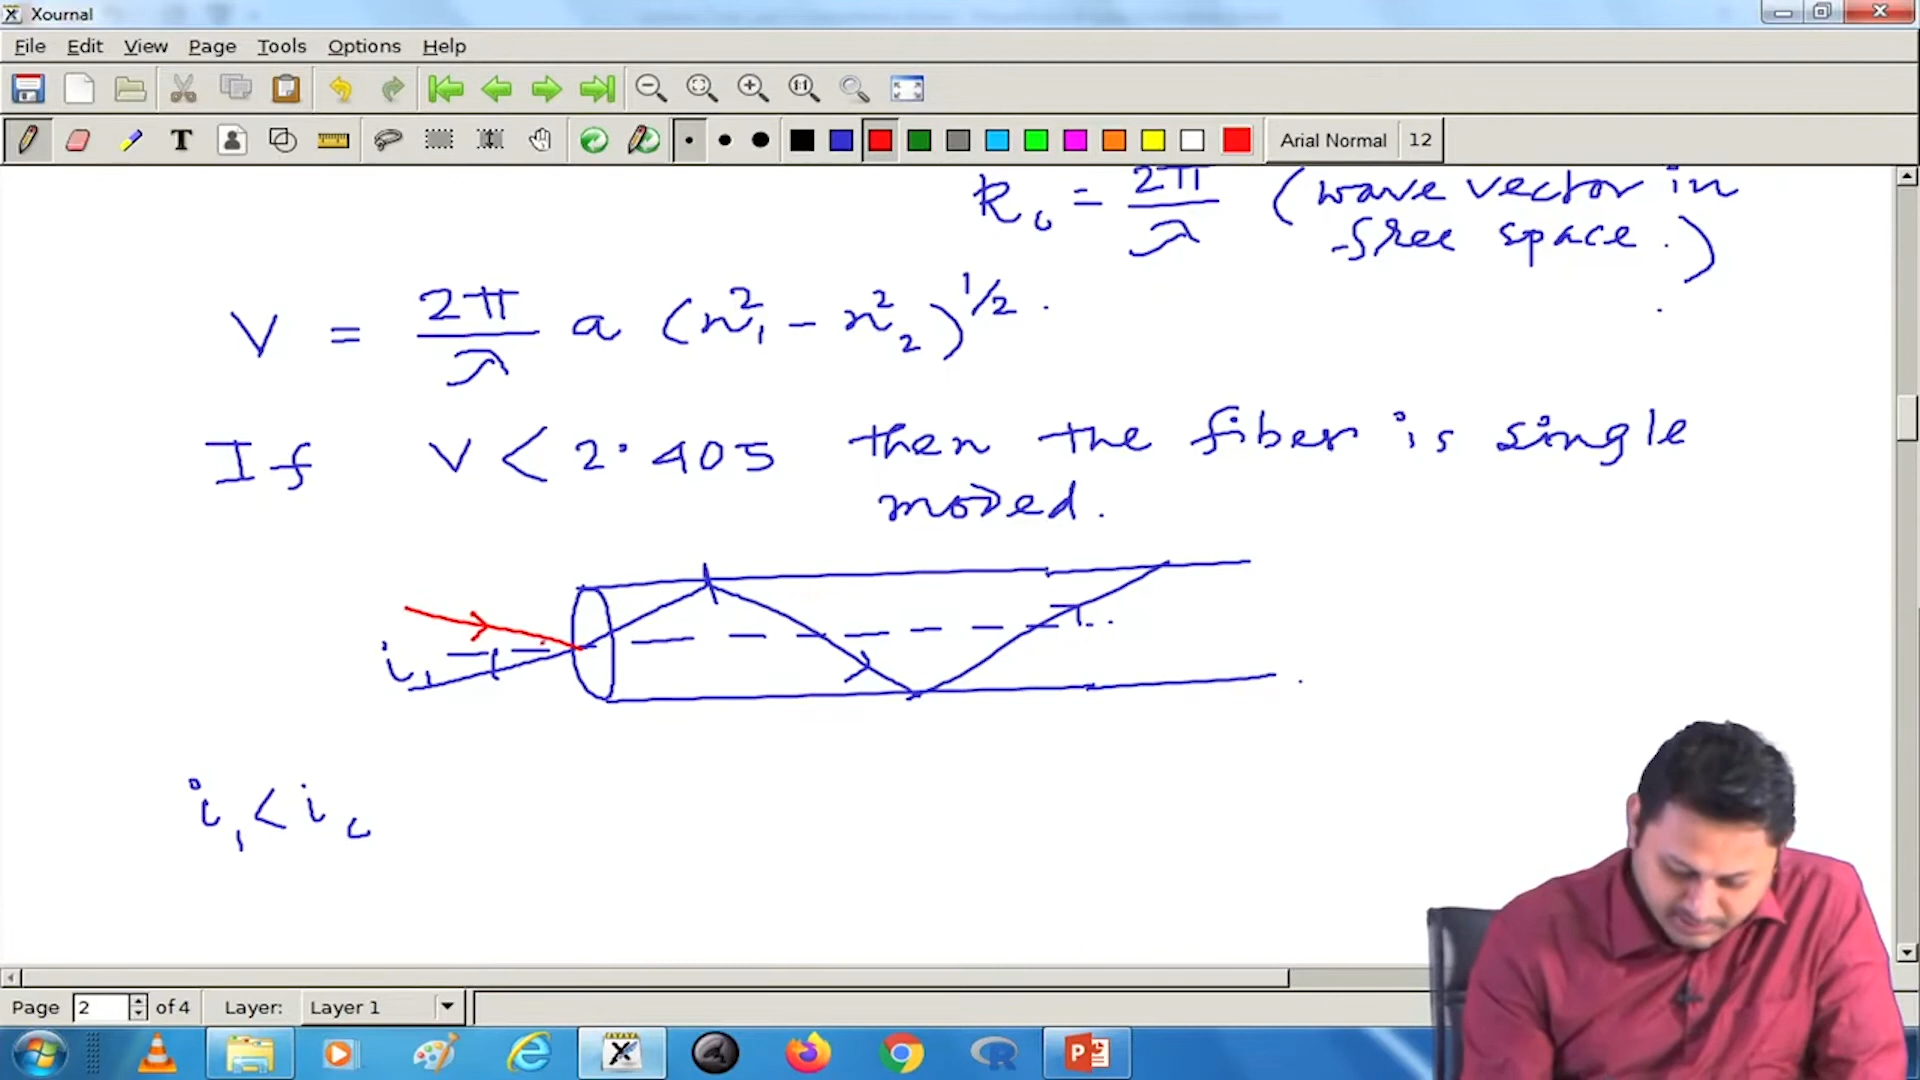 Xournal
File Edit View Page Tools Options Help
T Arial Normal 12
k₀ = 2π/λ (wave vector in
free space.)
V = 2π/λ a (n₁² - n₂²)^1/2.
If V < 2.405 then the fiber is single
moded.
i₁
i₁ < i c
Page 2 of 4 Layer: Layer 1